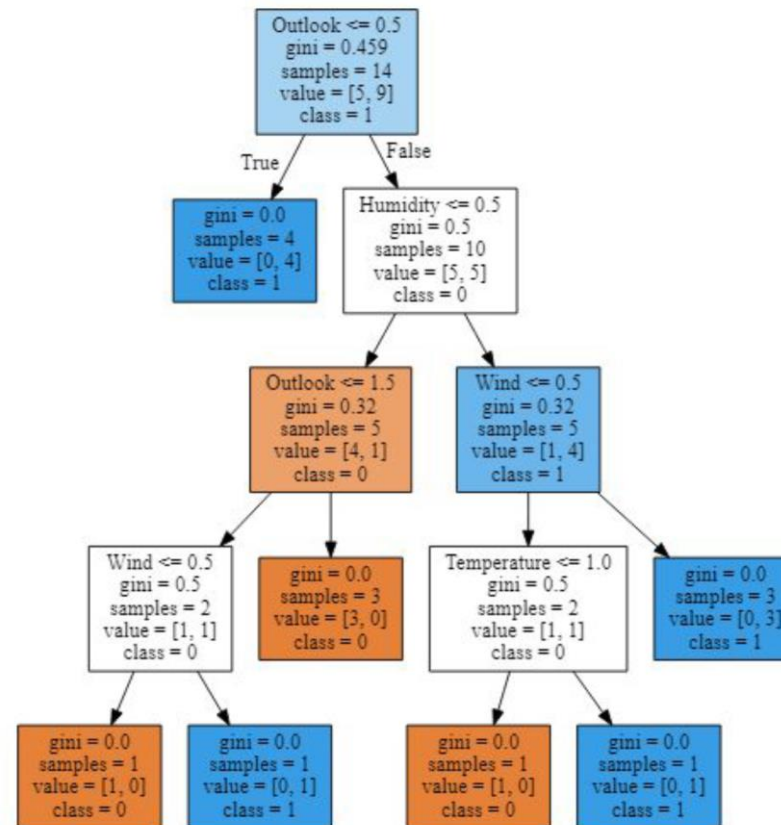 Outlook <= 0.5
gini = 0.459
samples = 14
value = [5, 9]
class = 1
True
False
gini = 0.0
samples = 4
value = [0, 4]
class = 1
Humidity <= 0.5
gini = 0.5
samples = 10
value = [5, 5]
class = 0
Outlook <= 1.5
gini = 0.32
samples = 5
value = [4, 1]
class = 0
Wind <= 0.5
gini = 0.32
samples = 5
value = [1, 4]
class = 1
Wind <= 0.5
gini = 0.5
samples = 2
value = [1, 1]
class = 0
gini = 0.0
samples = 3
value = [3, 0]
class = 0
Temperature <= 1.0
gini = 0.5
samples = 2
value = [1, 1]
class = 0
gini = 0.0
samples = 3
value = [0, 3]
class = 1
gini = 0.0
samples = 1
value = [1, 0]
class = 0
gini = 0.0
samples = 1
value = [0, 1]
class = 1
gini = 0.0
samples = 1
value = [1, 0]
class = 0
gini = 0.0
samples = 1
value = [0, 1]
class = 1